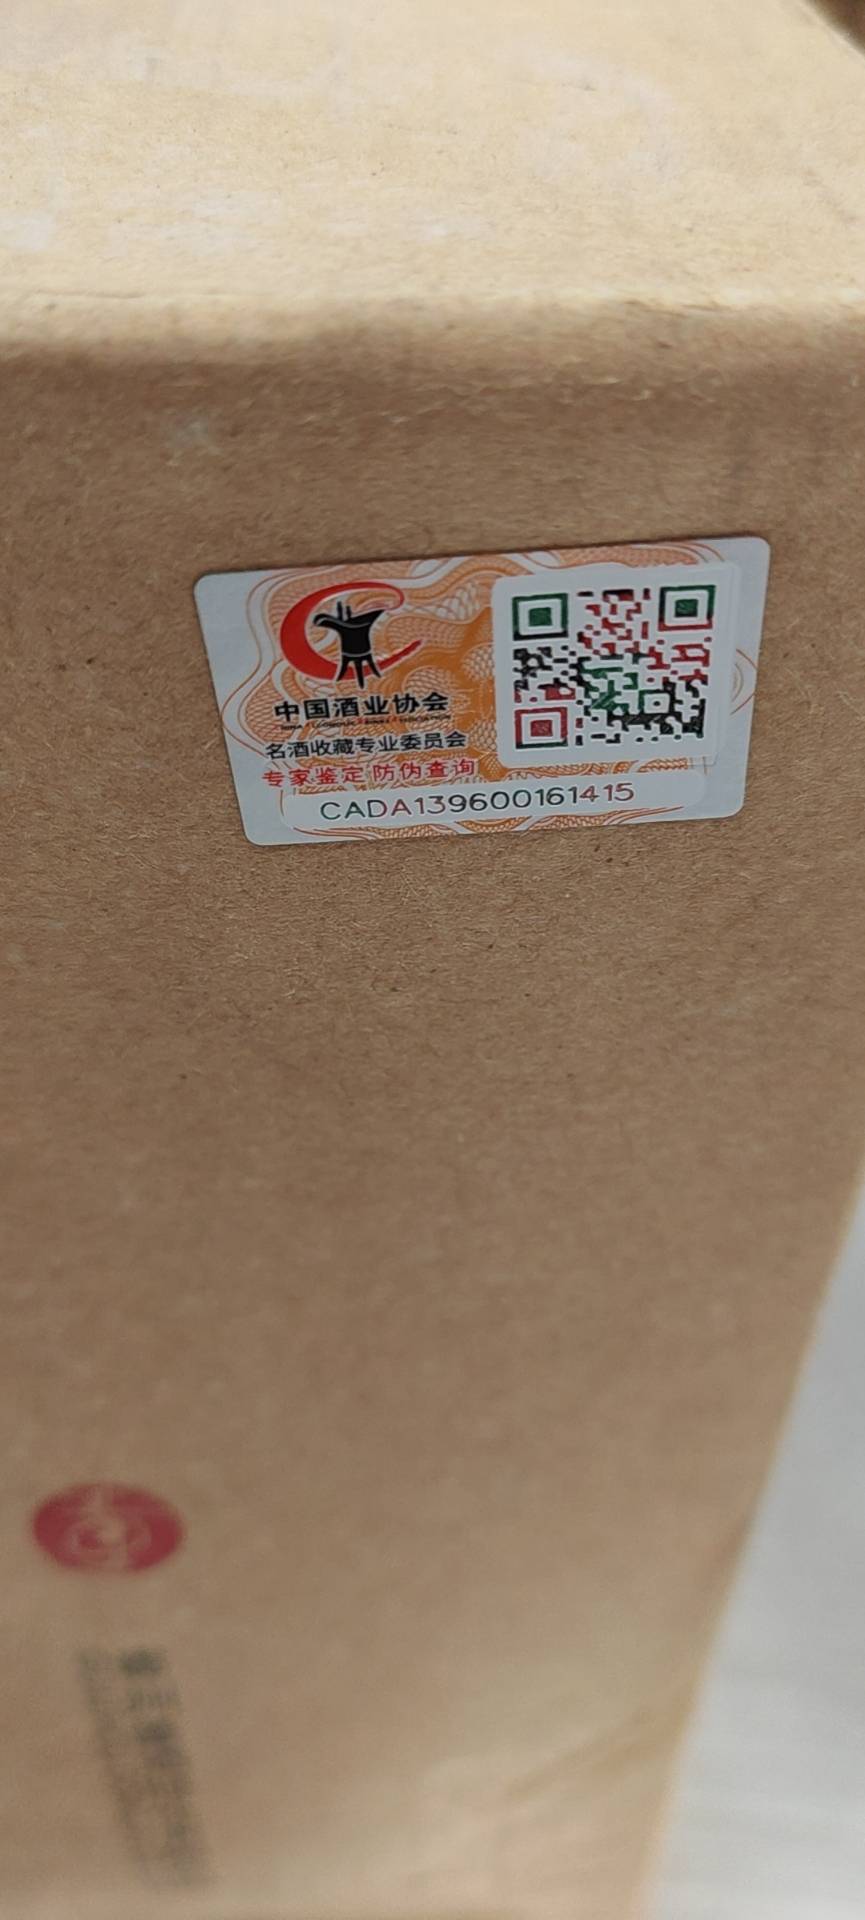 中国酒业协会
名酒收藏专业委员会
专家鉴定 防伪查询
CADA139600161415